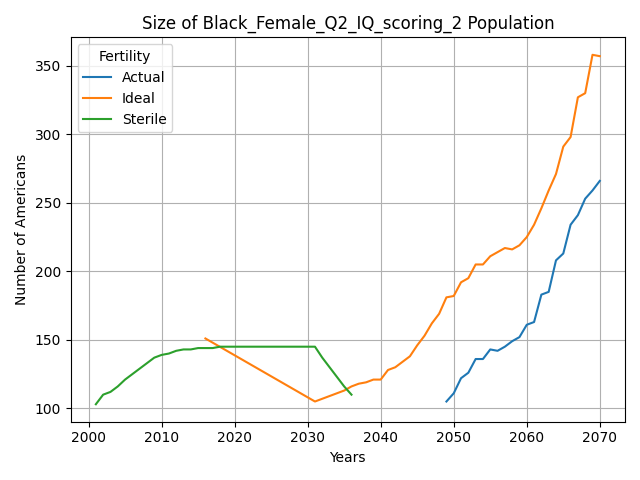 Size of Black_Female_Q2_IQ_scoring_2 Population
Fertility
Actual
Ideal
Sterile
Number of Americans
350
300
250
200
150
100
2000 2010 2020 2030 2040 2050 2060 2070
Years